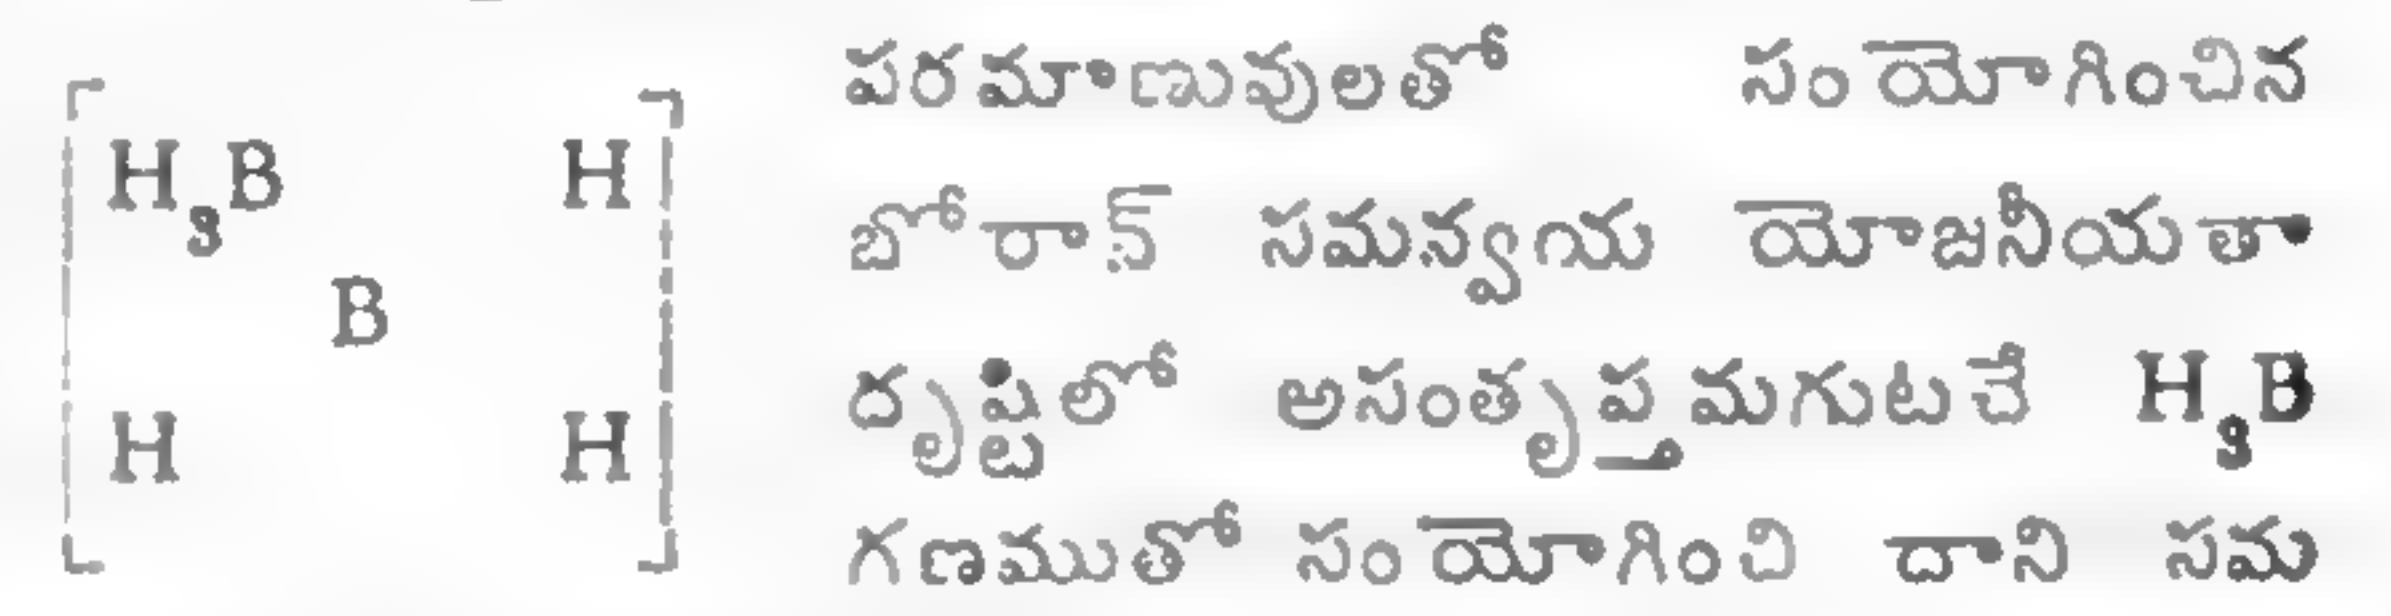 H₃B H
B
H H
పరమాణువులతో సంయోగించిన
బోరాన్ సమన్వయ యోజనీయతా
దృష్టిలో అసంతృప్తమగుటచే H₃B
గణముతో సంయోగించి దాని సమ